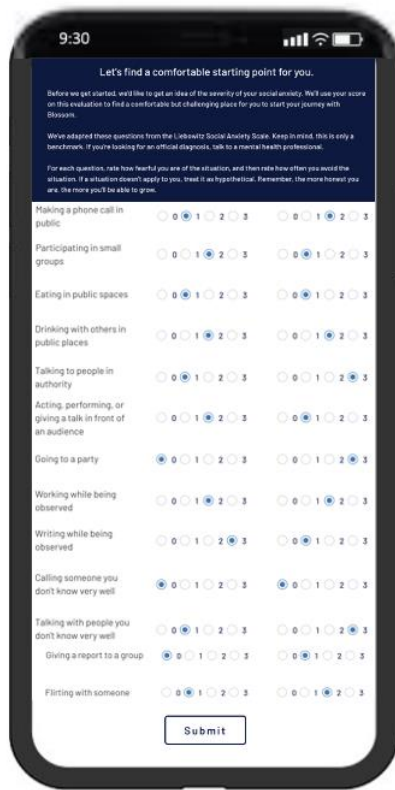 9:30
Let's find a comfortable starting point for you.
Before we get started, we'd like to get an idea of the severity of your social anxiety. We'll use your score
on this evaluation to find a comfortable but challenging place for you to start your journey with
Blossom.
We've adapted these questions from the Liebowitz Social Anxiety Scale. Keep in mind, this is only a
benchmark. If you're looking for an official diagnosis, talk to a mental
health professional.
For each question, rate how fearful you are of the situation, and then rate how often you avoid the
situation. If a situation doesn't apply to you, treat it as hypothetical. Remember, the more honest you
are, the more you'll be able to
grow.
Making a phone call in
public
0 1 2 3 0 1 2 3
Participating in small
groups
0 1 2 3 0 1 2 3
Eating in public spaces 0 1 2 3 0 1 2 3
Drinking with others in
public places
0 1 2 3 0 1 2 3
Talking to people in
authority
0 1 2 3 0 1 2 3
Acting, performing, or
giving a talk in front of
an audience
0 1 2 3 0 1 2 3
Going to a party 0 1 2 3 0 1 2 3
Working while being
observed
0 1 2 3 0 1 2 3
Writing while being
observed
0 1 2 3 0 1 2 3
Calling someone you
don't know very well
0 1 2 3 0 1 2 3
Talking with people you
don't know very well
0 1 2 3 0 1 2 3
Giving a report to a group 0 1 2 3 0 1 2 3
Flirting with someone 0 1 2 3 0 1 2 3
Submit